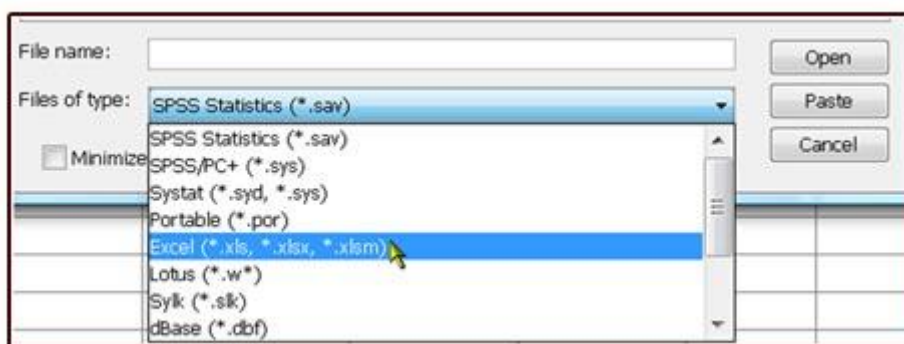 File name:
Open
Files of type: SPSS Statistics (*.sav)
Paste
SPSS Statistics (*.sav)
Cancel
Minimize
SPSS/PC+ (*.sys)
Systat (*.syd, *.sys)
Portable (*.por)
Excel (*.xls, *.xlsx, *.xlsm)
Lotus (*.w*)
Sylk (*.slk)
dBase (*.dbf)